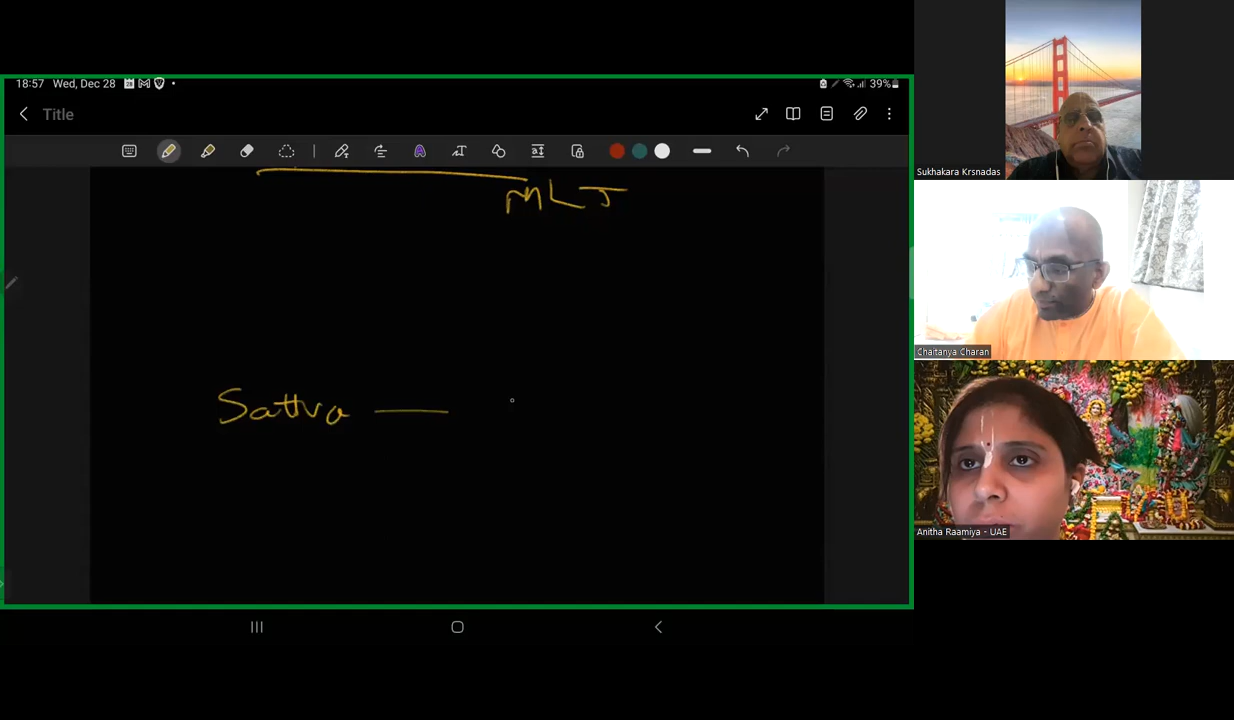 18:57 Wed, Dec 28
39%
Title
MLJ
Sattva —
Sukhakara Krsnadas
Chaitanya Charan
Anitha Raamiya - UAE